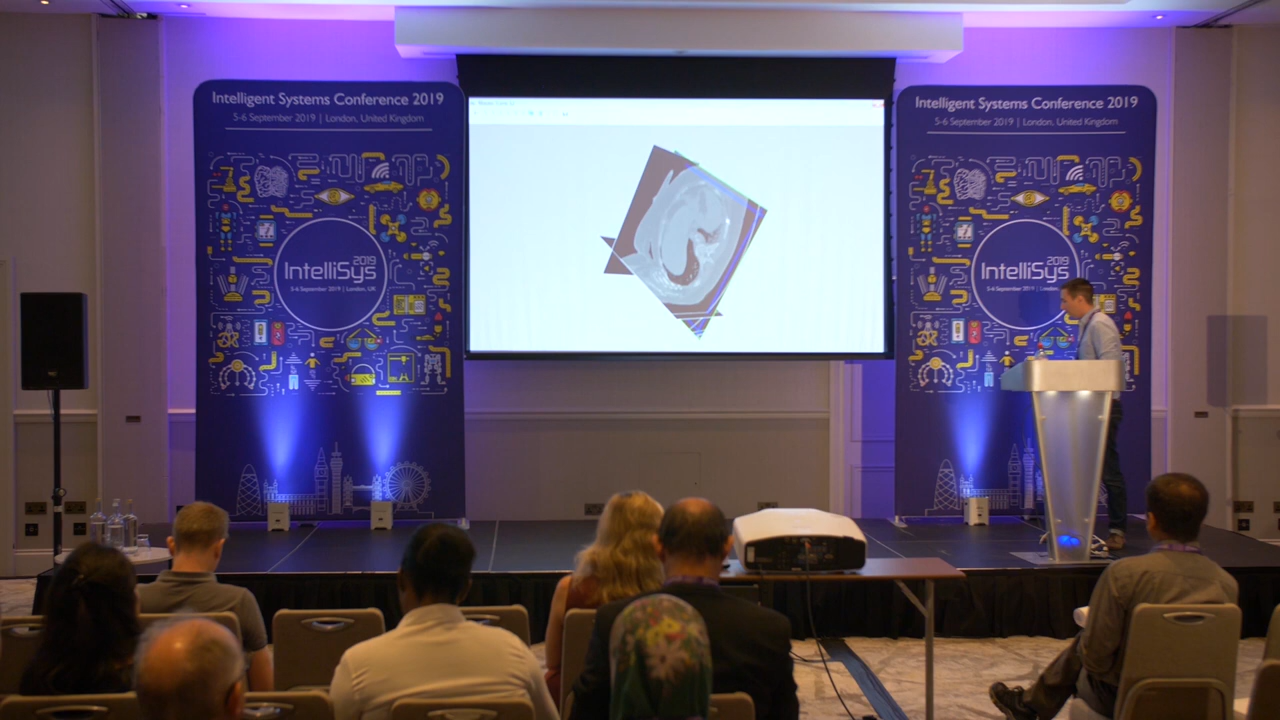 Intelligent Systems Conference 2019
5-6 September 2019 | London, United Kingdom
2019
IntelliSys
5-6 September 2019 | London, UK
Intelligent Systems Conference 2019
5-6 September 2019 | London, United Kingdom
2019
IntelliSys
5-6 September 2019 | London,